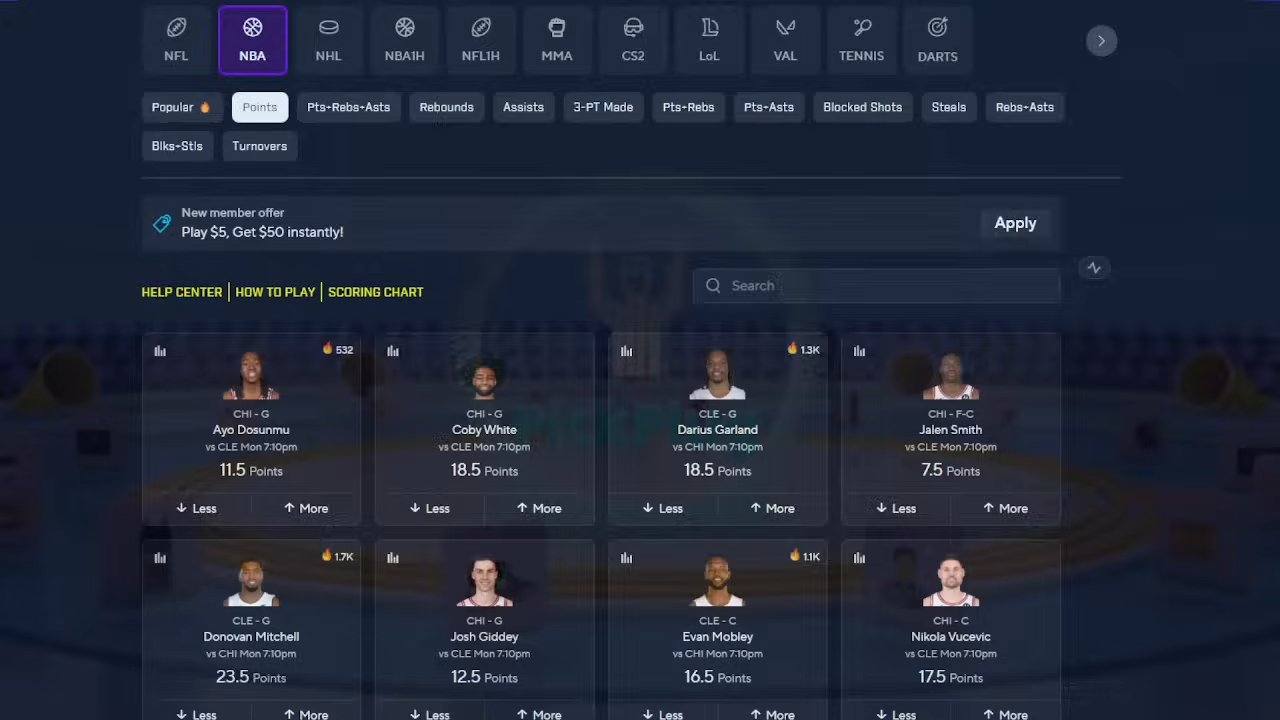 NFL NBA NHL NBA1H NFL1H MMA CS2 LoL VAL TENNIS DARTS
Popular Points Pts+Rebs+Asts Rebounds Assists 3-PT Made Pts+Rebs Pts+Asts Blocked Shots Steals Rebs+Asts
Blks+Stls Turnovers
New member offer
Play $5, Get $50 instantly!
Apply
HELP CENTER | HOW TO PLAY | SCORING CHART
Search
532
CHI - G
Ayo Dosunmu
vs CLE Mon 7:10pm
11.5 Points
Less More
CHI - G
Coby White
vs CLE Mon 7:10pm
18.5 Points
Less More
1.3K
CLE - G
Darius Garland
vs CHI Mon 7:10pm
18.5 Points
Less More
CHI - F-C
Jalen Smith
vs CLE Mon 7:10pm
7.5 Points
Less More
1.7K
CLE - G
Donovan Mitchell
vs CHI Mon 7:10pm
23.5 Points
Less More
CHI - G
Josh Giddey
vs CLE Mon 7:10pm
12.5 Points
Less More
1.1K
CLE - C
Evan Mobley
vs CHI Mon 7:10pm
16.5 Points
Less More
CHI - C
Nikola Vucevic
vs CLE Mon 7:10pm
17.5 Points
Less More